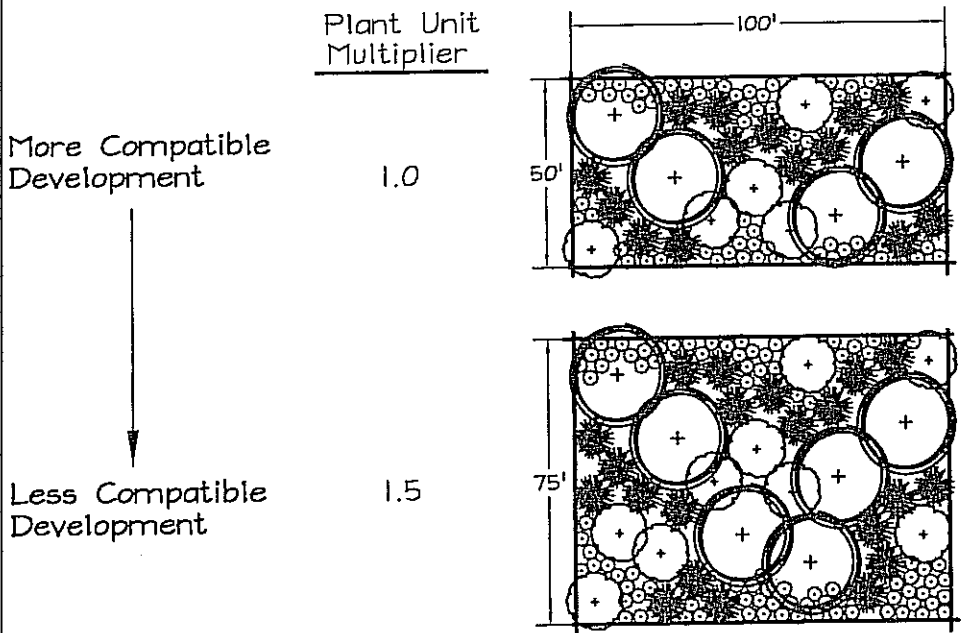 Plant Unit
Multiplier
100'
50'
More Compatible
Development
1.0
75'
Less Compatible
Development
1.5